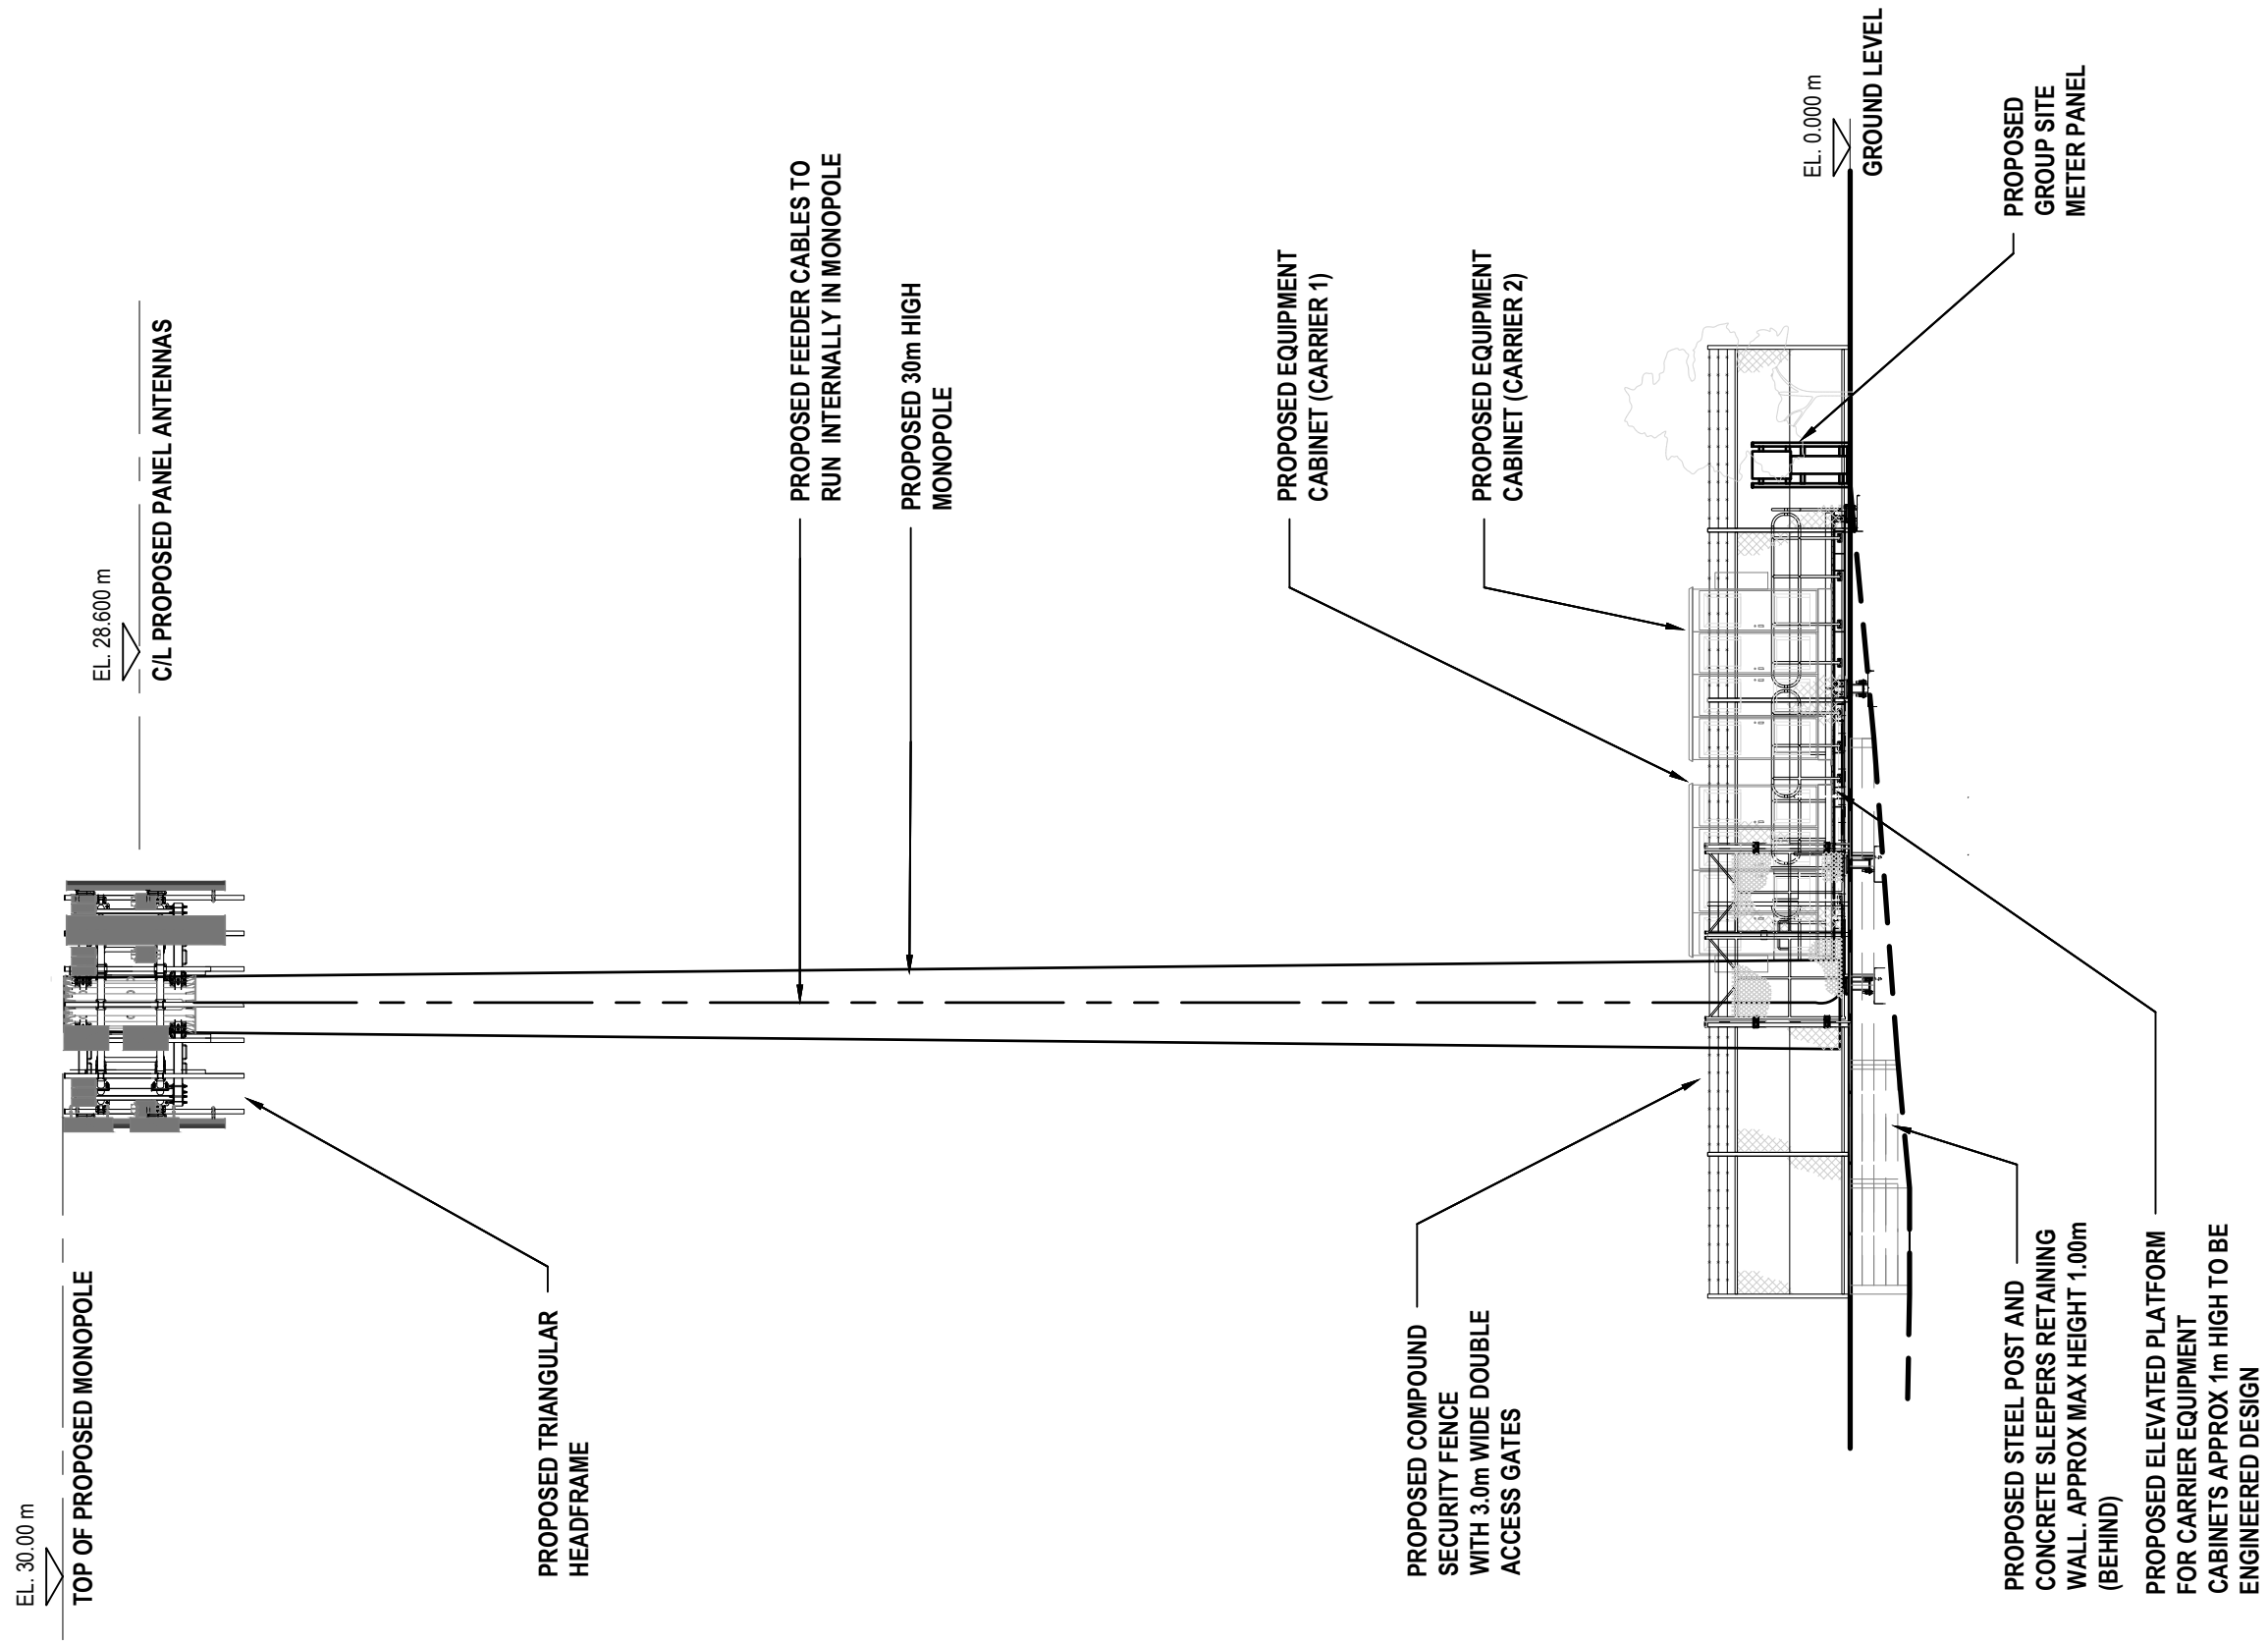 EL. 30.00 m
TOP OF PROPOSED MONOPOLE
EL. 28.600 m
C/L PROPOSED PANEL ANTENNAS
PROPOSED TRIANGULAR
HEADFRAME
PROPOSED FEEDER CABLES TO
RUN INTERNALLY IN MONOPOLE
PROPOSED 30m HIGH
MONOPOLE
PROPOSED EQUIPMENT
CABINET (CARRIER 1)
PROPOSED EQUIPMENT
CABINET (CARRIER 2)
PROPOSED COMPOUND
SECURITY FENCE
WITH 3.0m WIDE DOUBLE
ACCESS GATES
EL. 0.000 m
GROUND LEVEL
PROPOSED
GROUP SITE
METER PANEL
PROPOSED STEEL POST AND
CONCRETE SLEEPERS RETAINING
WALL. APPROX MAX HEIGHT 1.00m
(BEHIND)
PROPOSED ELEVATED PLATFORM
FOR CARRIER EQUIPMENT
CABINETS APPROX 1m HIGH TO BE
ENGINEERED DESIGN